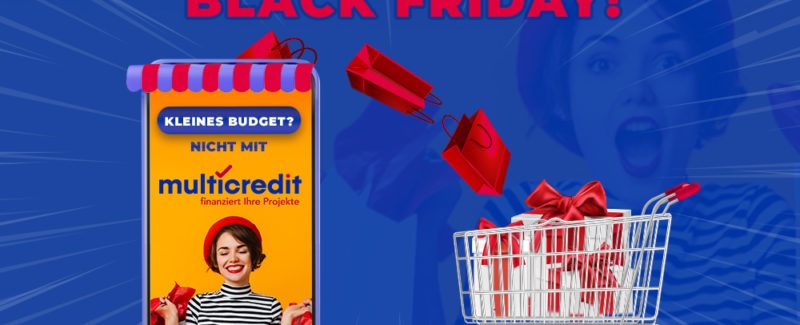 BLACK FRIDAY!
KLEINES BUDGET?
NICHT MIT
multicredit
finanziert Ihre Projekte